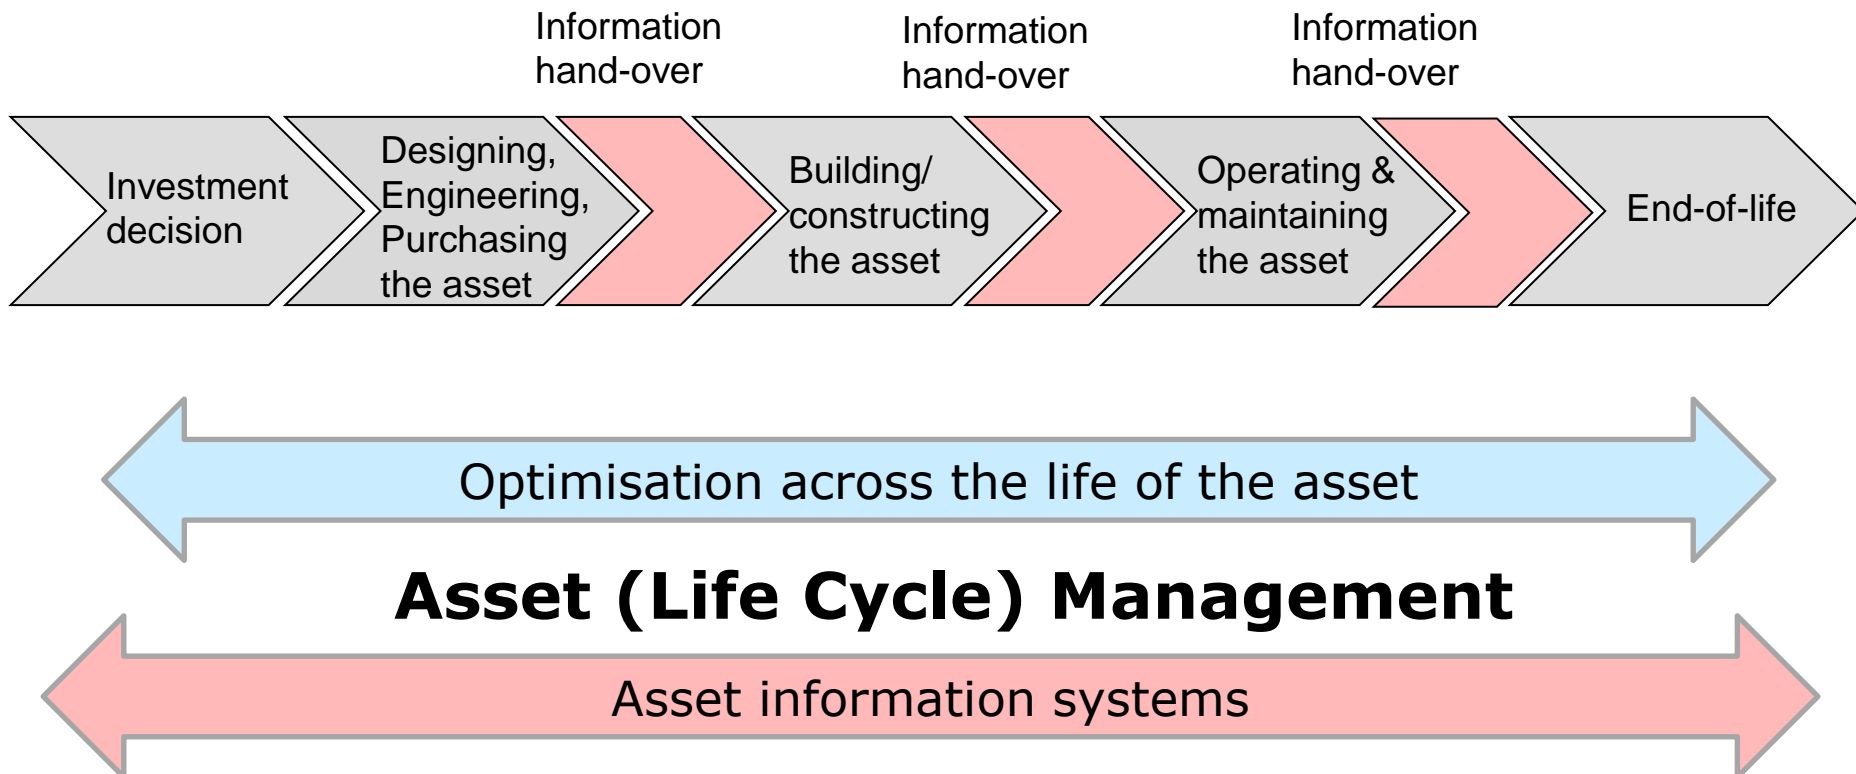 Information
hand-over
Information
hand-over
Information
hand-over
Investment
decision
Designing,
Engineering,
Purchasing
the asset
Building/
constructing
the asset
Operating &
maintaining
the asset
End-of-life
Optimisation across the life of the asset
Asset (Life Cycle) Management
Asset information systems